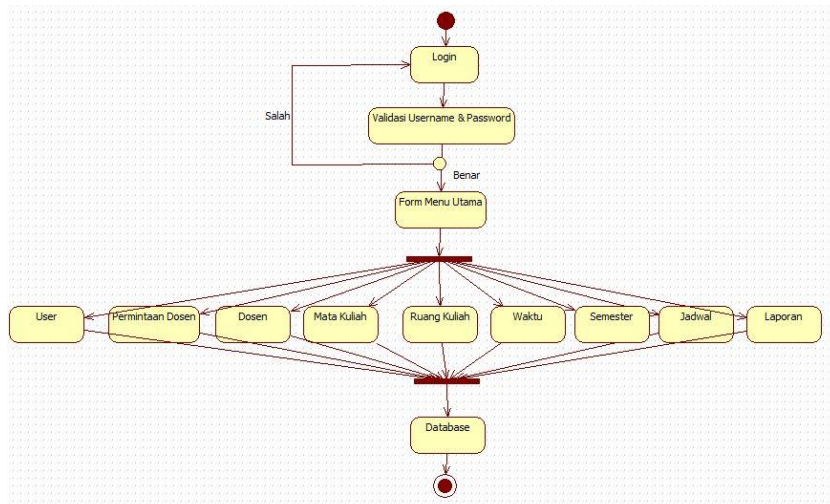 Login
Salah
Validasi Username & Password
Benar
Form Menu Utama
User
Permintaan Dosen
Dosen
Mata Kuliah
Ruang Kuliah
Waktu
Semester
Jadwal
Laporan
Database